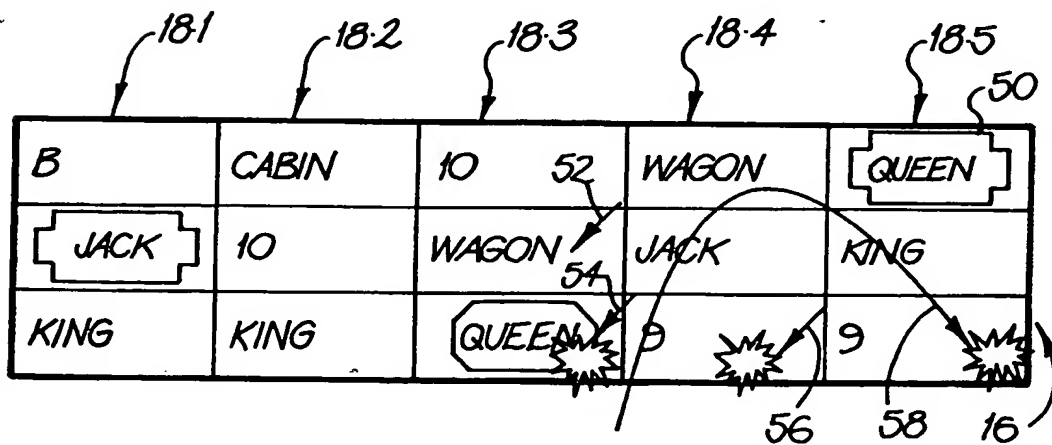 18·1 18·2 18·3 18·4 18·5
50
B CABIN 10 WAGON QUEEN
52
JACK 10 WAGON JACK KING
54
KING KING QUEEN 9 9
56 58 16